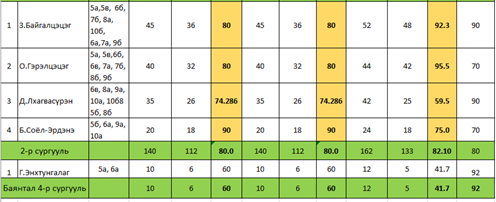 1 З.Байгалцэцэг 5а,5в, 6б, 7б, 8а, 10б, 6а,7а, 9б 45 36 80 45 36 80 52 48 92.3 90
2 О.Гэрэлцэцэг 5а, 5в,6б, 6в, 7а, 7б, 8б, 9б 40 32 80 40 32 80 44 42 95.5 70
3 Д.Лхагвасүрэн 6в, 8а, 9а, 10а, 10б8 5б, 8б 35 26 74.286 35 26 74.286 42 25 59.5 90
4 Б.Соёл-Эрдэнэ 5б, 6а, 9а, 10а 20 18 90 20 18 90 24 18 75.0 70
2-р сургууль 140 112 80.0 140 112 80.0 162 133 82.10 80
1 Г.Энхтунгалаг 5а, 6а 10 6 60 10 6 60 12 5 41.7 92
Баянтал 4-р сургууль 10 6 60 10 6 60 12 5 41.7 92